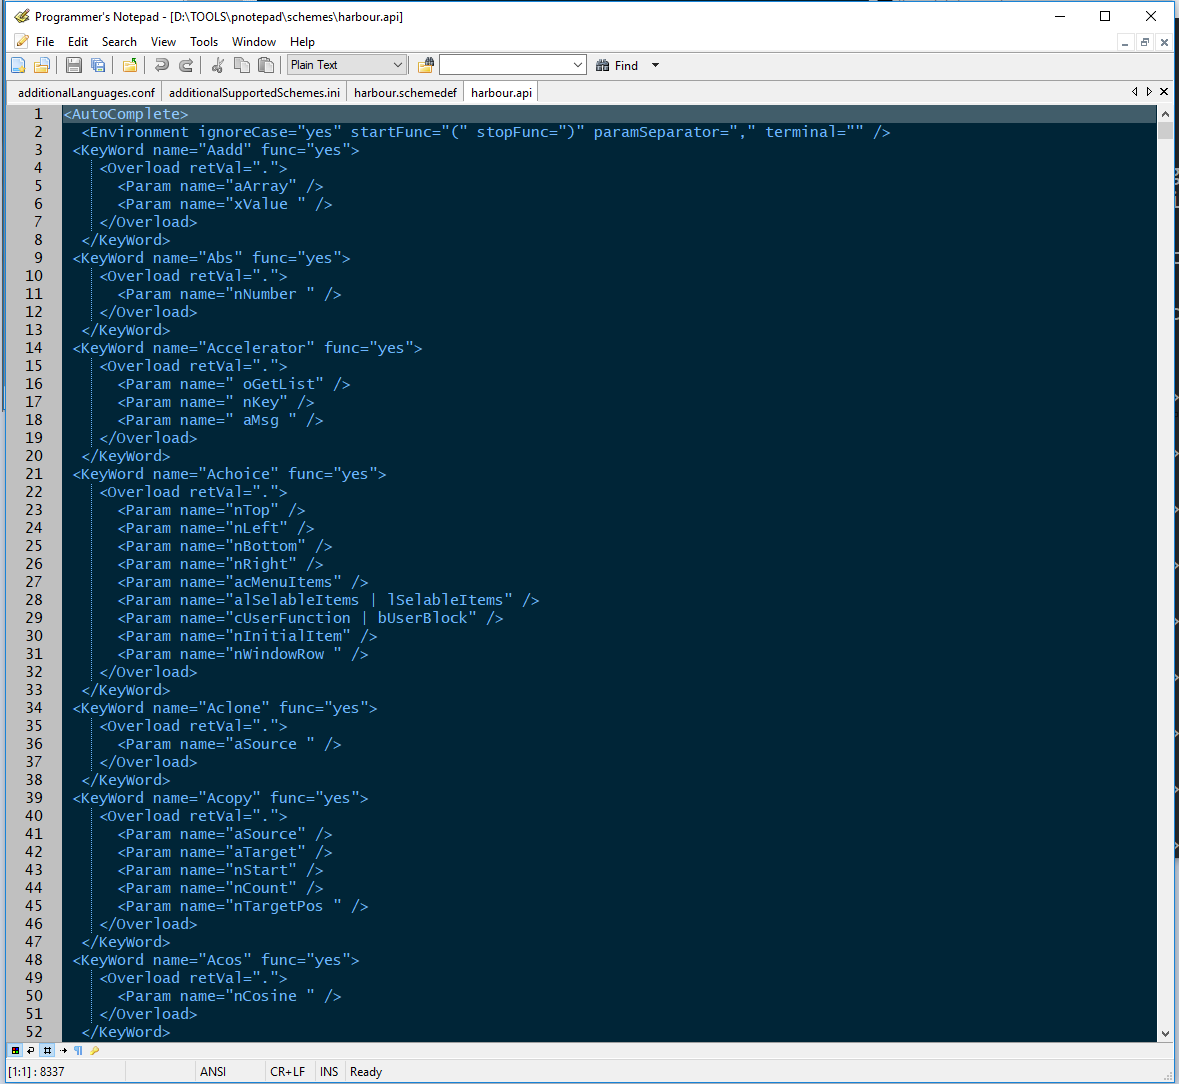 Programmer's Notepad - [D:\TOOLS\pnotepad\schemes\harbour.api]
File Edit Search View Tools Window Help
Plain Text Find
additionalLanguages.conf additionalSupportedSchemes.ini harbour.schemedef harbour.api
1 <AutoComplete>
2 <Environment ignoreCase="yes" startFunc="(" stopFunc=")" paramSeparator="," terminal="" />
3 <KeyWord name="Aadd" func="yes">
4 <Overload retVal=".">
5 <Param name="aArray" />
6 <Param name="xValue " />
7 </Overload>
8 </KeyWord>
9 <KeyWord name="Abs" func="yes">
10 <Overload retVal=".">
11 <Param name="nNumber " />
12 </Overload>
13 </KeyWord>
14 <KeyWord name="Accelerator" func="yes">
15 <Overload retVal=".">
16 <Param name=" oGetList" />
17 <Param name=" nKey" />
18 <Param name=" aMsg " />
19 </Overload>
20 </KeyWord>
21 <KeyWord name="Achoice" func="yes">
22 <Overload retVal=".">
23 <Param name="nTop" />
24 <Param name="nLeft" />
25 <Param name="nBottom" />
26 <Param name="nRight" />
27 <Param name="acMenuItems" />
28 <Param name="alSelableItems | lSelableItems" />
29 <Param name="cUserFunction | bUserBlock" />
30 <Param name="nInitialItem" />
31 <Param name="nWindowRow " />
32 </Overload>
33 </KeyWord>
34 <KeyWord name="Aclone" func="yes">
35 <Overload retVal=".">
36 <Param name="aSource " />
37 </Overload>
38 </KeyWord>
39 <KeyWord name="Acopy" func="yes">
40 <Overload retVal=".">
41 <Param name="aSource" />
42 <Param name="aTarget" />
43 <Param name="nStart" />
44 <Param name="nCount" />
45 <Param name="nTargetPos " />
46 </Overload>
47 </KeyWord>
48 <KeyWord name="Acos" func="yes">
49 <Overload retVal=".">
50 <Param name="nCosine " />
51 </Overload>
52 </KeyWord>
[1:1] : 8337 ANSI CR+LF INS Ready